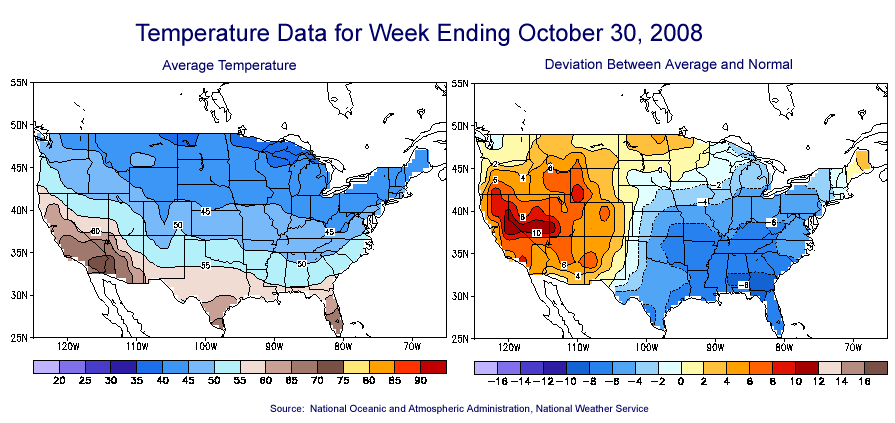 Temperature Data for Week Ending October 30, 2008
Average Temperature
Deviation Between Average and Normal
55N
50N
45N
40N
35N
30N
25N
45
50
45
60
50
55
120W 110W 100W 90W 80W 70W
20 25 30 35 40 45 50 55 60 65 70 75 80 85 90
55N
50N
45N
40N
35N
30N
25N
2
6
4
6
-2
-4
8
10
-6
6
4
-8
120W 110W 100W 90W 80W 70W
-16 -14 -12 -10 -8 -6 -4 -2 0 2 4 6 8 10 12 14 16
Source: National Oceanic and Atmospheric Administration, National Weather Service